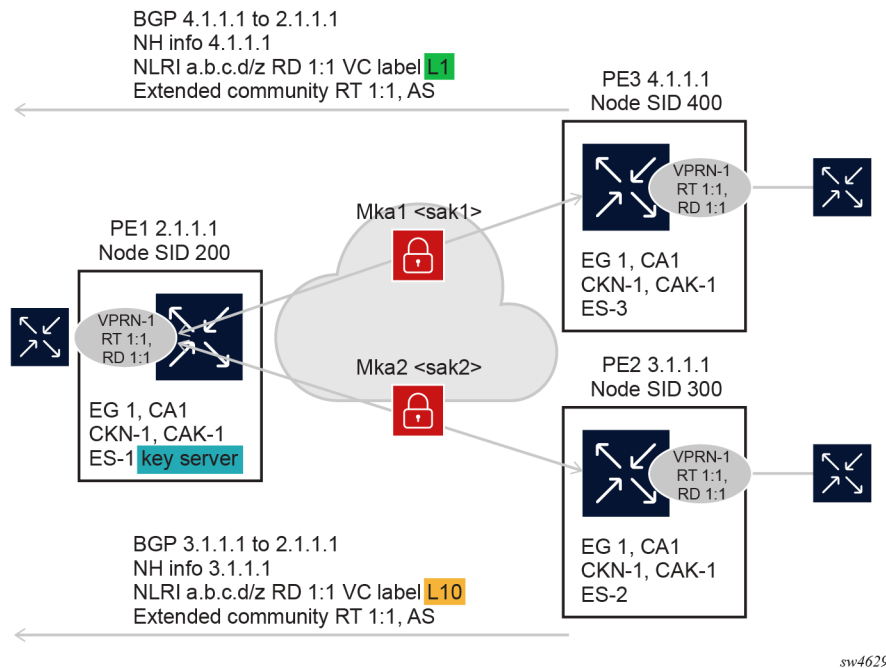 BGP 4.1.1.1 to 2.1.1.1
NH info 4.1.1.1
NLRI a.b.c.d/z RD 1:1 VC label L1
Extended community RT 1:1, AS
PE3 4.1.1.1
Node SID 400
VPRN-1
RT 1:1,
RD 1:1
EG 1, CA1
CKN-1, CAK-1
ES-3
Mka1 <sak1>
PE1 2.1.1.1
Node SID 200
VPRN-1
RT 1:1,
RD 1:1
EG 1, CA1
CKN-1, CAK-1
ES-1 key server
Mka2 <sak2>
PE2 3.1.1.1
Node SID 300
VPRN-1
RT 1:1,
RD 1:1
EG 1, CA1
CKN-1, CAK-1
ES-2
BGP 3.1.1.1 to 2.1.1.1
NH info 3.1.1.1
NLRI a.b.c.d/z RD 1:1 VC label L10
Extended community RT 1:1, AS
sw4629